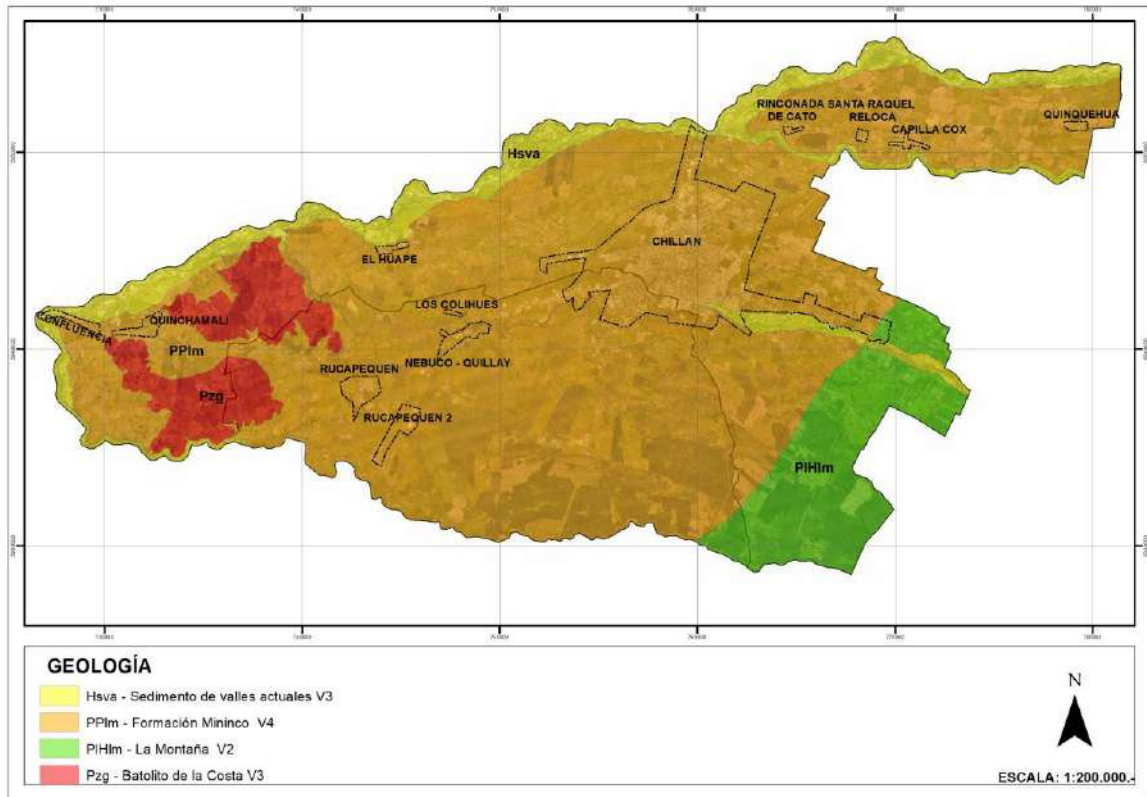 RINCONADA SANTA RAQUEL
DE CATO
RELOCA
CAPILLA COX
QUINQUEHUA
Hsva
CHILLAN
EL HUAPE
LOS COLIHUES
CONFLUENCIA
QUINCHAMALI
PPlm
NEBUCO - QUILLAY
RUCAPEQUEN
Pzg
RUCAPEQUEN 2
PlHlm
GEOLOGÍA
Hsva - Sedimento de valles actuales V3
PPlm - Formación Mininco V4
PlHlm - La Montaña V2
Pzg - Batolito de la Costa V3
N
ESCALA: 1:200.000.-